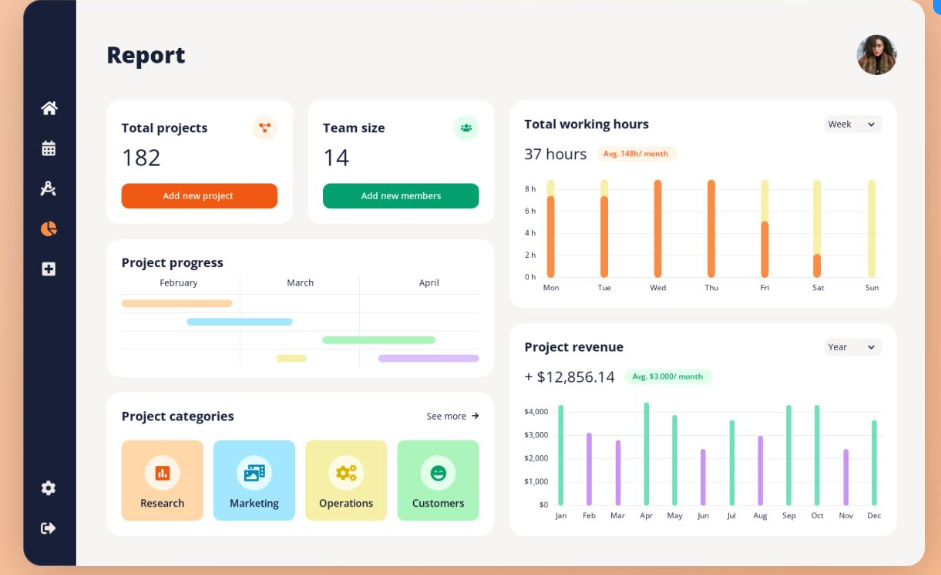 Report
Total projects
182
Add new project
Team size
14
Add new members
Project progress
February March April
Project categories
See more →
Research Marketing Operations Customers
Total working hours
Week
37 hours
Avg. 148h/ month
8 h
6 h
4 h
2 h
0 h
Mon Tue Wed Thu Fri Sat Sun
Project revenue
Year
+ $12,856.14
Avg. $3.000/ month
$4,000
$3,000
$2,000
$1,000
$0
Jan Feb Mar Apr May Jun Jul Aug Sep Oct Nov Dec